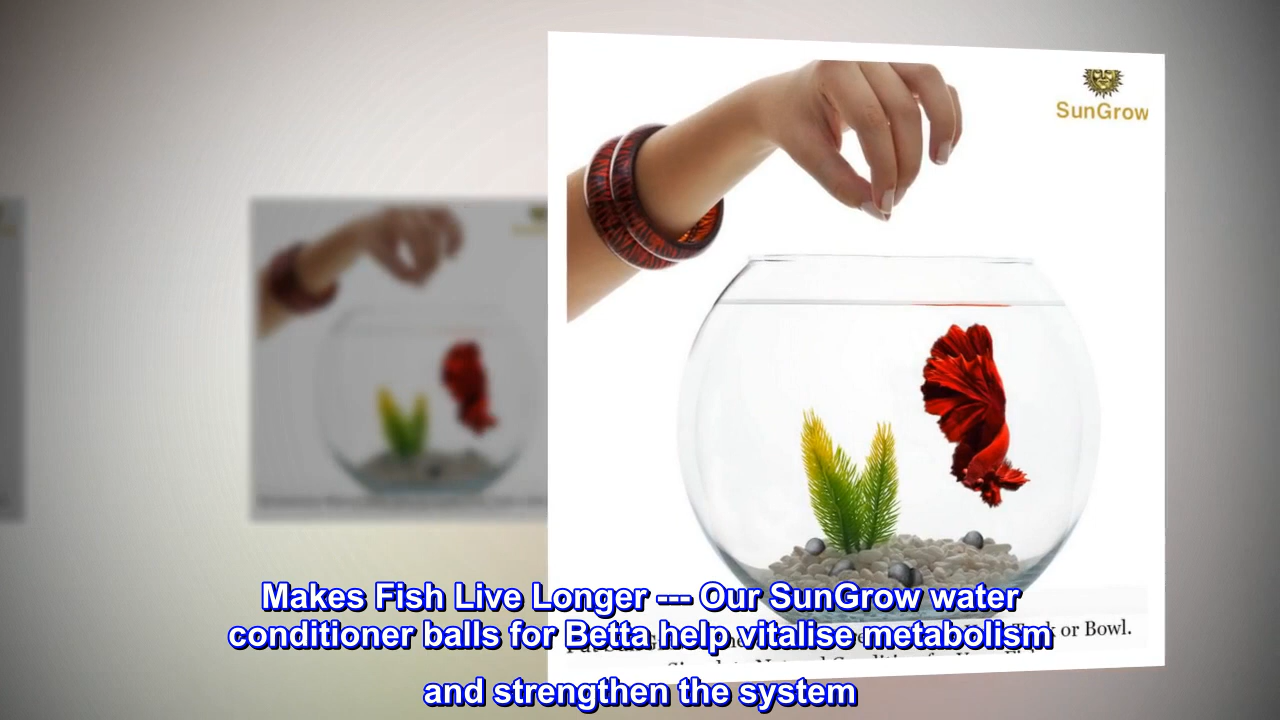 SunGrow
or Bowl.
Makes Fish Live Longer --- Our SunGrow water
conditioner balls for Betta help vitalise metabolism
and strengthen the system